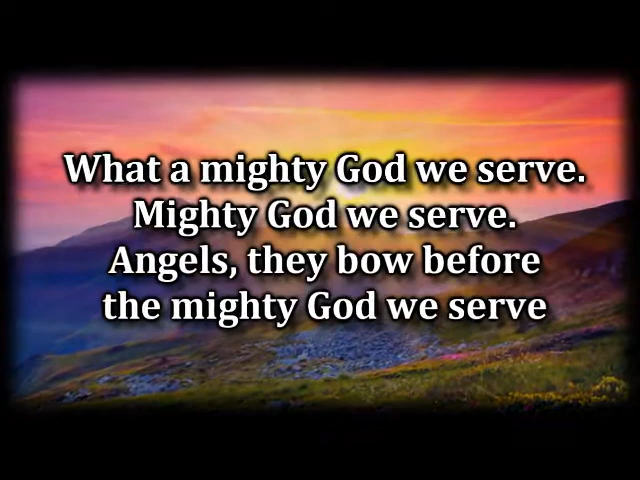 What a mighty God we serve.
Mighty God we serve.
Angels, they bow before
the mighty God we serve